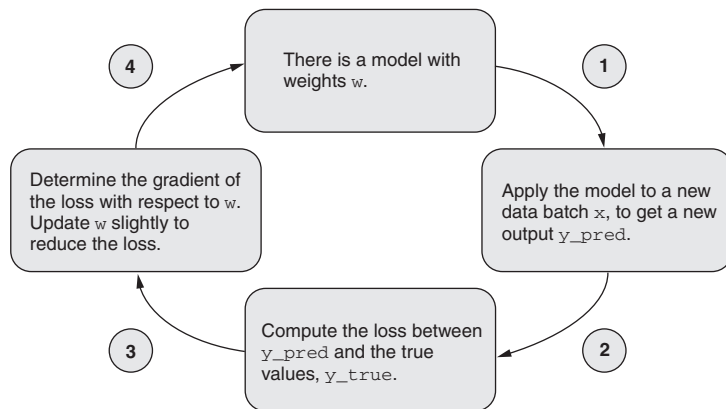 There is a model with
weights w.
1
Apply the model to a new
data batch x, to get a new
output y_pred.
2
Compute the loss between
y_pred and the true
values, y_true.
3
Determine the gradient of
the loss with respect to w.
Update w slightly to
reduce the loss.
4